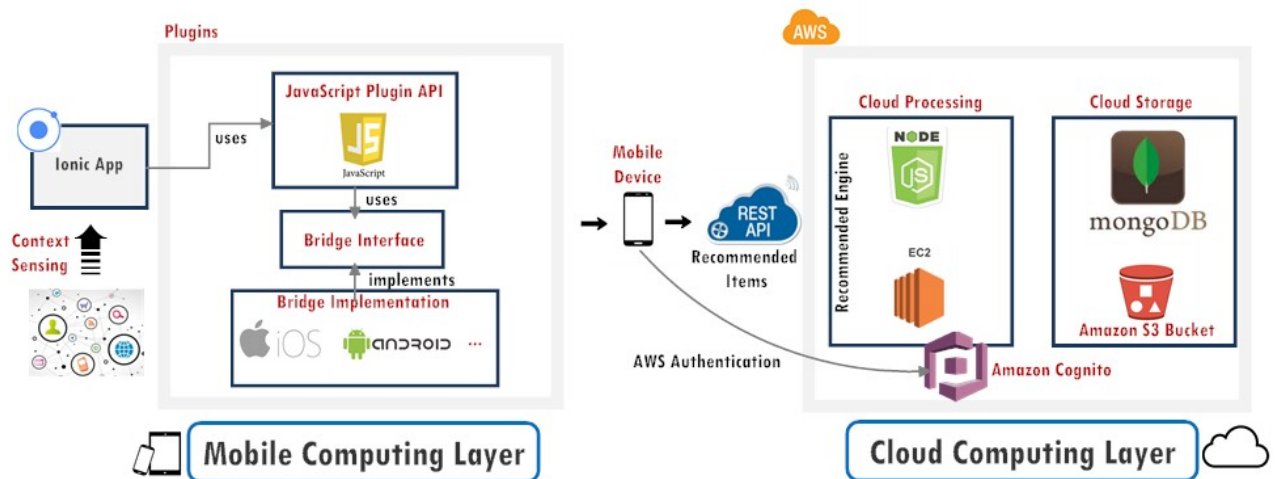 Plugins
JavaScript Plugin API
JS
JavaScript
uses
Ionic App
uses
Bridge Interface
Context
Sensing
implements
Bridge Implementation
iOS
ANDROID
...
Mobile Computing Layer
Mobile
Device
REST
API
Recommended
Items
AWS Authentication
AWS
Cloud Processing
Recommended Engine
NODE
JS
EC2
Cloud Storage
mongoDB
Amazon S3 Bucket
Amazon Cognito
Cloud Computing Layer